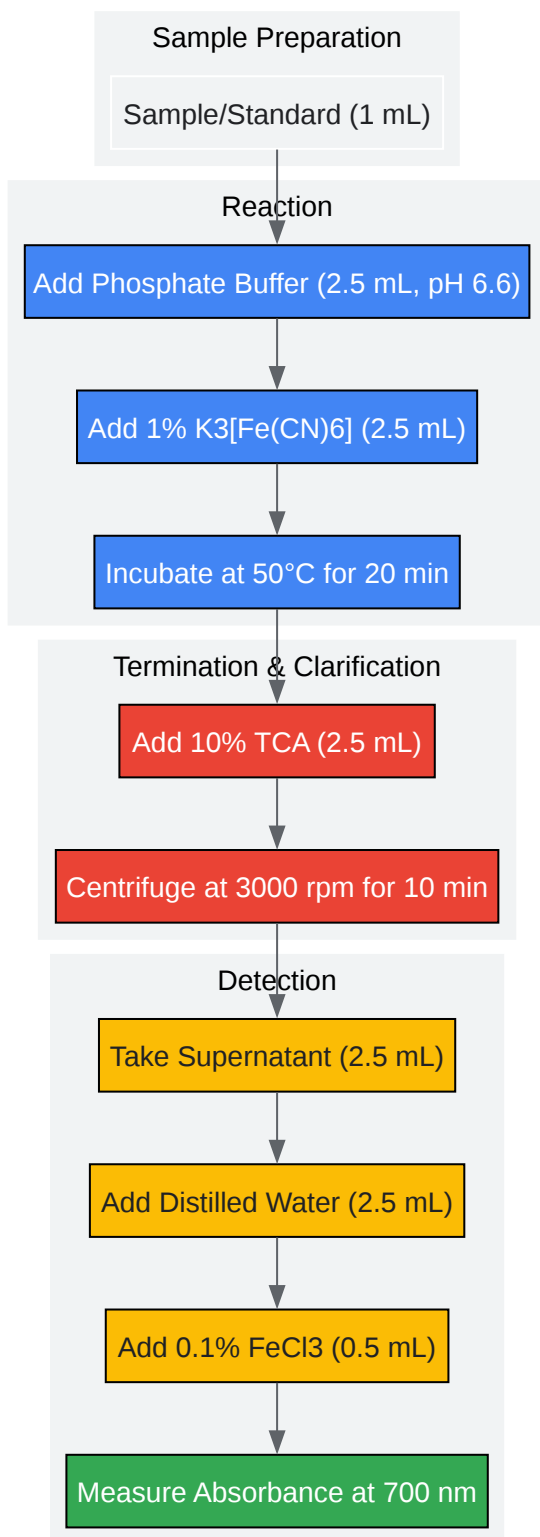 Sample Preparation
Sample/Standard (1 mL)
Reaction
Add Phosphate Buffer (2.5 mL, pH 6.6)
Add 1% K3[Fe(CN)6] (2.5 mL)
Incubate at 50°C for 20 min
Termination & Clarification
Add 10% TCA (2.5 mL)
Centrifuge at 3000 rpm for 10 min
Detection
Take Supernatant (2.5 mL)
Add Distilled Water (2.5 mL)
Add 0.1% FeCl3 (0.5 mL)
Measure Absorbance at 700 nm